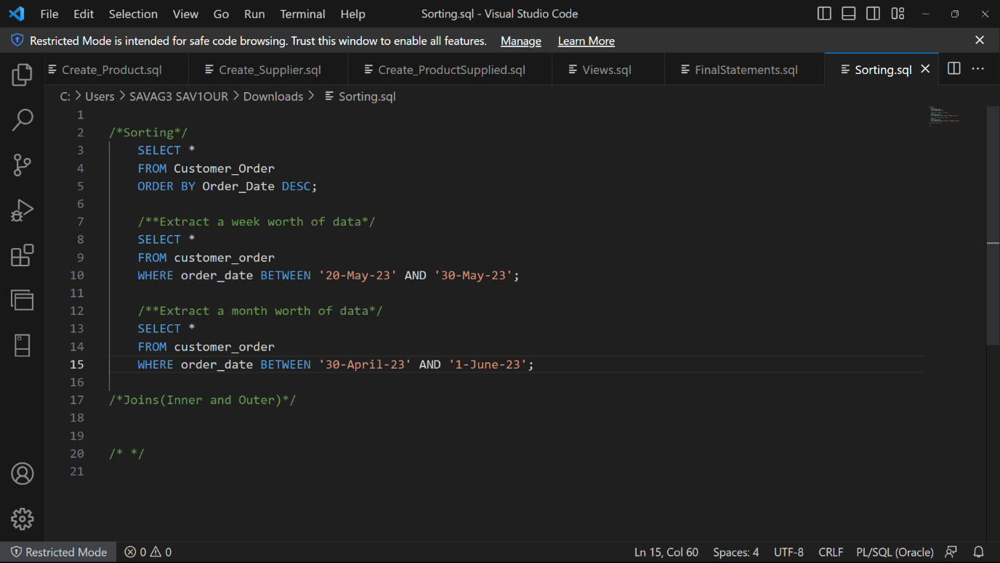 File Edit Selection View Go Run Terminal Help Sorting.sql - Visual Studio Code
Restricted Mode is intended for safe code browsing. Trust this window to enable all features. Manage Learn More
Create_Product.sql Create_Supplier.sql Create_ProductSupplied.sql Views.sql FinalStatements.sql Sorting.sql
C: > Users > SAVAG3 SAV1OUR > Downloads > Sorting.sql
1
2 /*Sorting*/
3 SELECT *
4 FROM Customer_Order
5 ORDER BY Order_Date DESC;
6
7 /**Extract a week worth of data*/
8 SELECT *
9 FROM customer_order
10 WHERE order_date BETWEEN '20-May-23' AND '30-May-23';
11
12 /**Extract a month worth of data*/
13 SELECT *
14 FROM customer_order
15 WHERE order_date BETWEEN '30-April-23' AND '1-June-23';
16
17 /*Joins(Inner and Outer)*/
18
19
20 /* */
21
Restricted Mode 0 0 Ln 15, Col 60 Spaces: 4 UTF-8 CRLF PL/SQL (Oracle)